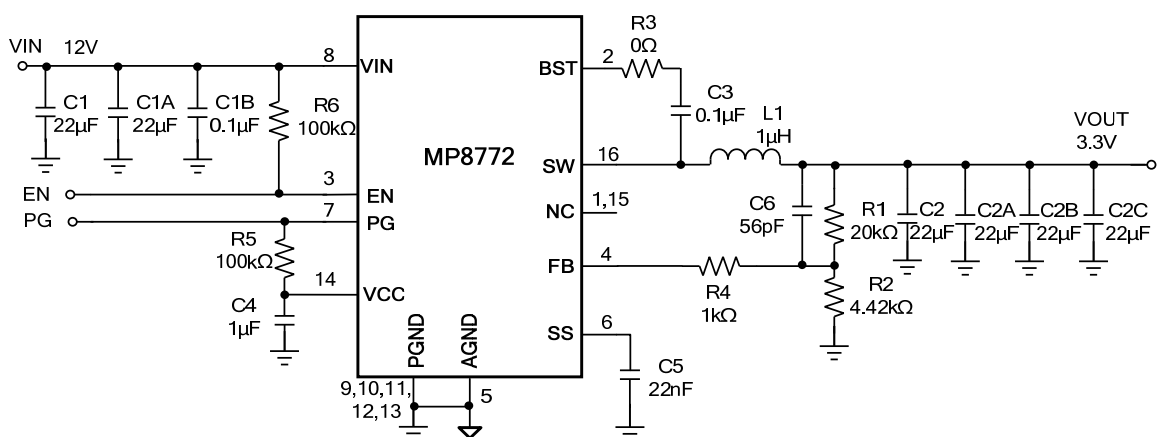 VIN 12V
C1
22µF
C1A
22µF
C1B
0.1µF
R6
100kΩ
8
VIN
EN
3
EN
PG
7
PG
R5
100kΩ
14
VCC
C4
1µF
MP8772
PGND
AGND
9,10,11,
12,13
5
BST
2
R3
0Ω
C3
0.1µF
SW
16
L1
1µH
NC
1,15
FB
4
R4
1kΩ
C6
56pF
R1
20kΩ
R2
4.42kΩ
SS
6
C5
22nF
C2
22µF
C2A
22µF
C2B
22µF
C2C
22µF
VOUT
3.3V